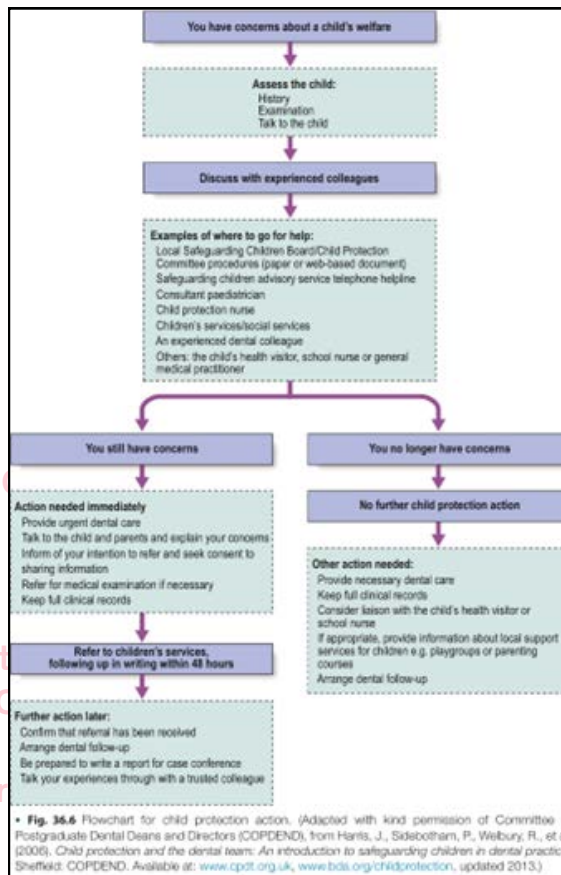 You have concerns about a child's welfare
Assess the child:
History
Examination
Talk to the child
Discuss with experienced colleagues
Examples of where to go for help:
Local Safeguarding Children Board/Child Protection
Committee procedures (paper or web-based document)
Safeguarding children advisory service telephone helpline
Consultant paediatrician
Child protection nurse
Children's services/social services
An experienced dental colleague
Others: the child's health visitor, school nurse or general
medical practitioner
You still have concerns
Action needed immediately
Provide urgent dental care
Talk to the child and parents and explain your concerns
Inform of your intention to refer and seek consent to
sharing information
Refer for medical examination if necessary
Keep full clinical records
Refer to children's services,
following up in writing within 48 hours
Further action later:
Confirm that referral has been received
Arrange dental follow-up
Be prepared to write a report for case conference
Talk your experiences through with a trusted colleague
You no longer have concerns
No further child protection action
Other action needed:
Provide necessary dental care
Keep full clinical records
Consider liaison with the child's health visitor or
school nurse
If appropriate, provide information about local support
services for children e.g. playgroups or parenting
courses
Arrange dental follow-up
• Fig. 36.6 Flowchart for child protection action. (Adapted with kind permission of Committee
Postgraduate Dental Deans and Directors (COPDEND), from Harris, J., Sidebotham, P., Welbury, R., et
(2006). Child protection and the dental team: An introduction to safeguarding children in dental
Sheffield: COPDEND. Available at: www.cpdt.org.uk, www.bda.org/childprotection, updated 2013.)